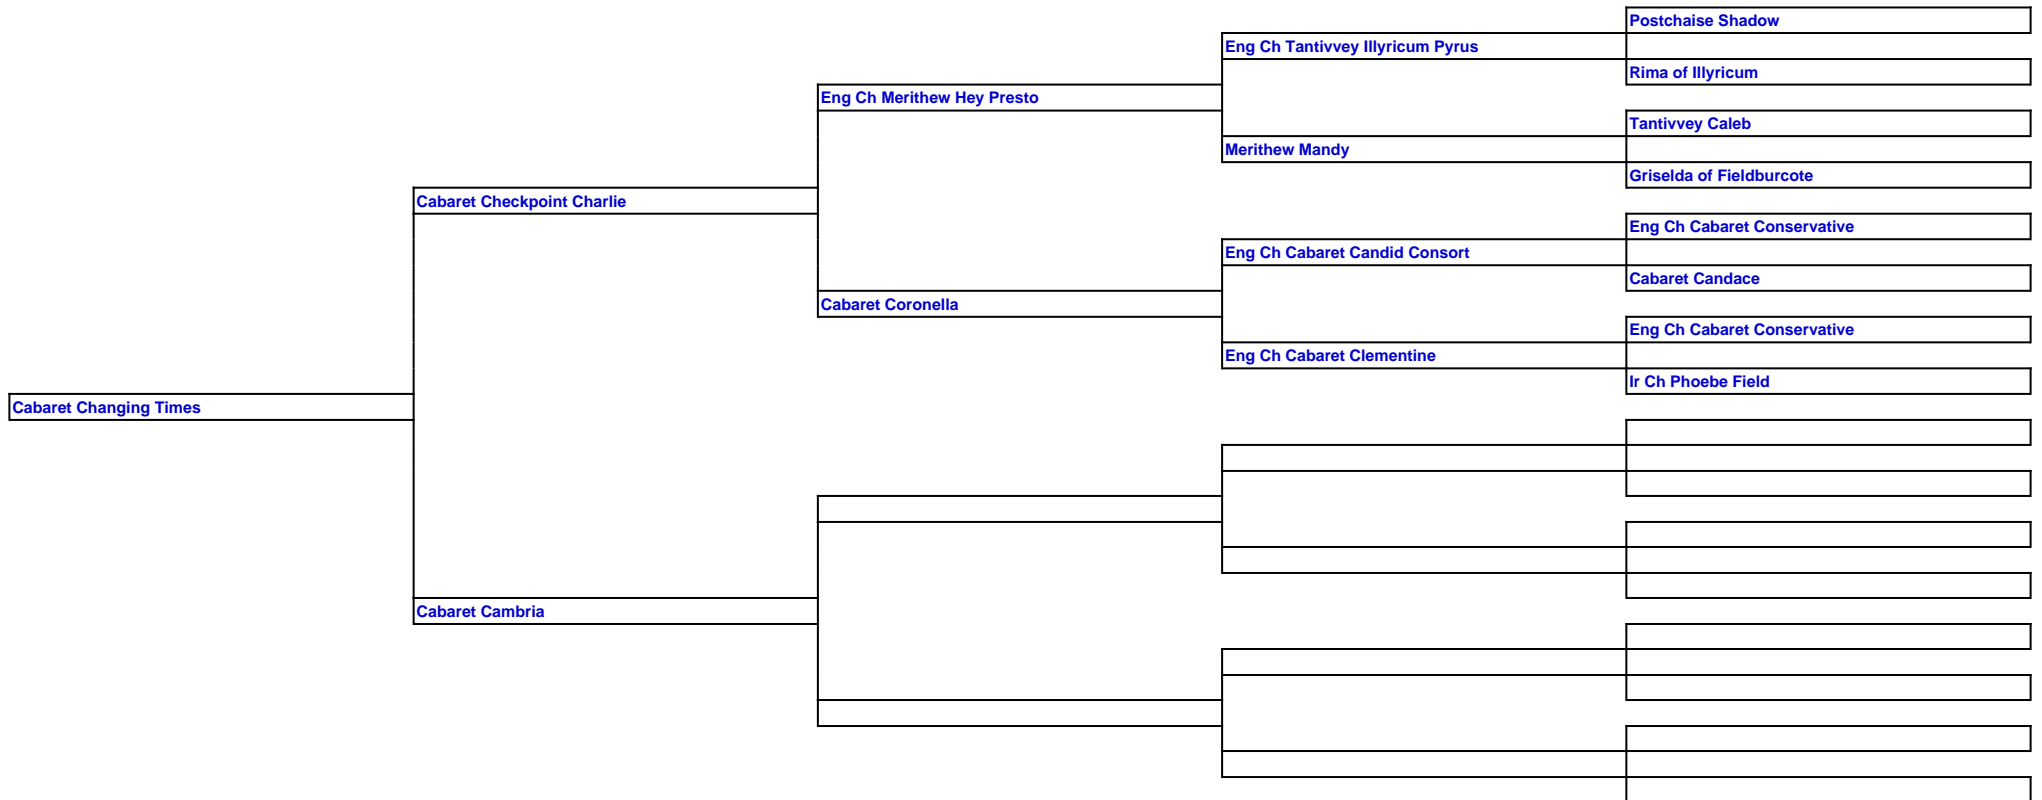 Postchaise Shadow
Eng Ch Tantivvey Illyricum Pyrus
Rima of Illyricum
Eng Ch Merithew Hey Presto
Tantivvey Caleb
Merithew Mandy
Griselda of Fieldburcote
Cabaret Checkpoint Charlie
Eng Ch Cabaret Conservative
Eng Ch Cabaret Candid Consort
Cabaret Candace
Cabaret Coronella
Eng Ch Cabaret Conservative
Eng Ch Cabaret Clementine
Ir Ch Phoebe Field
Cabaret Changing Times
Cabaret Cambria